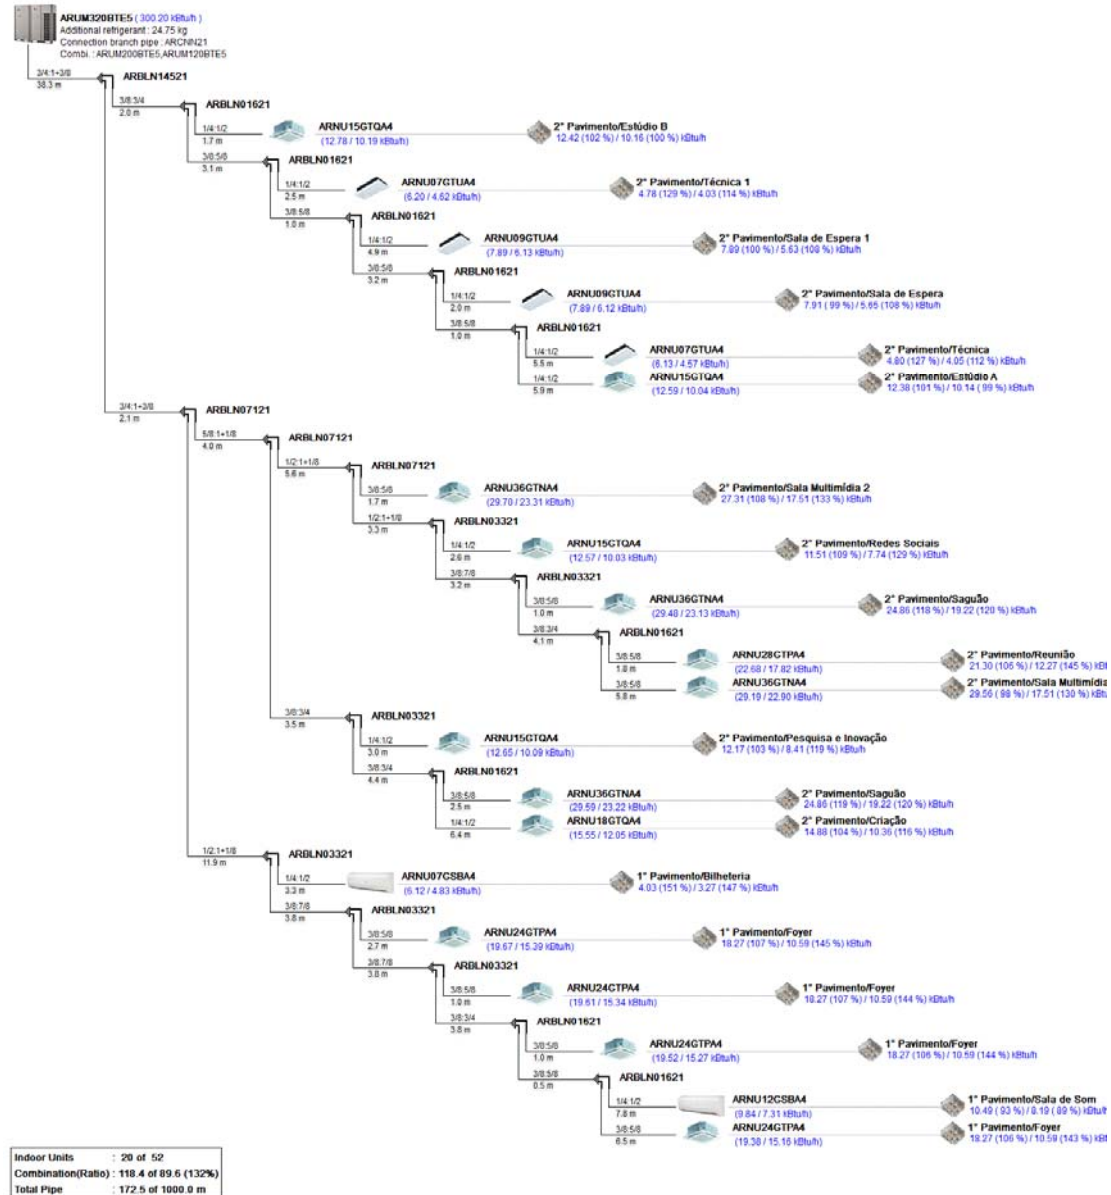 ARUM320BTE5 ( 300.20 kBtu/h )
Additional refrigerant : 24.75 kg
Connection branch pipe : ARCNN21
Combi. : ARUM200BTE5,ARUM120BTE5
3/4:1+3/8
38.3 m
ARBLN14521
3/8:3/4
2.0 m
ARBLN01621
1/4:1/2
1.7 m
ARNU15GTQA4
(12.78 / 10.19 kBtu/h)
2° Pavimento/Estúdio B
12.42 (102 %) / 10.16 (100 %) kBtu/h
3/8:5/8
3.1 m
ARBLN01621
1/4:1/2
2.5 m
ARNU07GTUA4
(6.20 / 4.62 kBtu/h)
2° Pavimento/Técnica 1
4.78 (129 %) / 4.03 (114 %) kBtu/h
3/8:5/8
1.0 m
ARBLN01621
1/4:1/2
4.9 m
ARNU09GTUA4
(7.89 / 6.13 kBtu/h)
2° Pavimento/Sala de Espera 1
7.89 (100 %) / 5.63 (108 %) kBtu/h
3/8:5/8
3.2 m
ARBLN01621
1/4:1/2
2.0 m
ARNU09GTUA4
(7.89 / 6.12 kBtu/h)
2° Pavimento/Sala de Espera
7.91 ( 99 %) / 5.65 (108 %) kBtu/h
3/8:5/8
1.0 m
ARBLN01621
1/4:1/2
5.5 m
ARNU07GTUA4
(6.13 / 4.57 kBtu/h)
2° Pavimento/Técnica
4.80 (127 %) / 4.05 (112 %) kBtu/h
1/4:1/2
5.9 m
ARNU15GTQA4
(12.59 / 10.04 kBtu/h)
2° Pavimento/Estúdio A
12.38 (101 %) / 10.14 ( 99 %) kBtu/h
3/4:1+3/8
2.1 m
ARBLN07121
5/8:1+1/8
4.0 m
ARBLN07121
1/2:1+1/8
5.6 m
ARBLN07121
3/8:5/8
1.7 m
ARNU36GTNA4
(29.70 / 23.31 kBtu/h)
2° Pavimento/Sala Multimídia 2
27.31 (108 %) / 17.51 (133 %) kBtu/h
1/2:1+1/8
3.3 m
ARBLN03321
1/4:1/2
2.6 m
ARNU15GTQA4
(12.57 / 10.03 kBtu/h)
2° Pavimento/Redes Sociais
11.51 (109 %) / 7.74 (129 %) kBtu/h
3/8:7/8
3.2 m
ARBLN03321
3/8:5/8
1.0 m
ARNU36GTNA4
(29.48 / 23.13 kBtu/h)
2° Pavimento/Saguão
24.86 (118 %) / 19.22 (120 %) kBtu/h
3/8:3/4
4.1 m
ARBLN01621
3/8:5/8
1.0 m
ARNU28GTPA4
(22.68 / 17.82 kBtu/h)
2° Pavimento/Reunião
21.30 (106 %) / 12.27 (145 %) kBt
3/8:5/8
5.8 m
ARNU36GTNA4
(29.19 / 22.90 kBtu/h)
2° Pavimento/Sala Multimídia
29.56 ( 98 %) / 17.51 (130 %) kBt
3/8:3/4
3.5 m
ARBLN03321
1/4:1/2
3.0 m
ARNU15GTQA4
(12.65 / 10.09 kBtu/h)
2° Pavimento/Pesquisa e Inovação
12.17 (103 %) / 8.41 (119 %) kBtu/h
3/8:3/4
4.4 m
ARBLN01621
3/8:5/8
2.5 m
ARNU36GTNA4
(29.59 / 23.22 kBtu/h)
2° Pavimento/Saguão
24.86 (119 %) / 19.22 (120 %) kBtu/h
1/4:1/2
6.4 m
ARNU18GTQA4
(15.55 / 12.05 kBtu/h)
2° Pavimento/Criação
14.88 (104 %) / 10.36 (116 %) kBtu/h
1/2:1+1/8
11.9 m
ARBLN03321
1/4:1/2
3.3 m
ARNU07CSBA4
(6.12 / 4.83 kBtu/h)
1° Pavimento/Bilheteria
4.03 (151 %) / 3.27 (147 %) kBtu/h
3/8:7/8
3.8 m
ARBLN03321
3/8:5/8
2.7 m
ARNU24GTPA4
(19.67 / 15.39 kBtu/h)
1° Pavimento/Foyer
18.27 (107 %) / 10.59 (145 %) kBtu/h
3/8:7/8
3.8 m
ARBLN03321
3/8:5/8
1.0 m
ARNU24GTPA4
(19.61 / 15.34 kBtu/h)
1° Pavimento/Foyer
18.27 (107 %) / 10.59 (144 %) kBtu/h
3/8:3/4
3.8 m
ARBLN01621
3/8:5/8
1.0 m
ARNU24GTPA4
(19.52 / 15.27 kBtu/h)
1° Pavimento/Foyer
18.27 (106 %) / 10.59 (144 %) kBtu/h
3/8:5/8
0.5 m
ARBLN01621
1/4:1/2
7.8 m
ARNU12CSBA4
(9.84 / 7.31 kBtu/h)
1° Pavimento/Sala de Som
10.49 ( 93 %) / 8.19 ( 89 %) kBtu/h
3/8:5/8
6.5 m
ARNU24GTPA4
(19.38 / 15.16 kBtu/h)
1° Pavimento/Foyer
18.27 (106 %) / 10.59 (143 %) kBt
Indoor Units : 20 of 52
Combination(Ratio) : 118.4 of 89.6 (132%)
Total Pipe : 172.5 of 1000.0 m